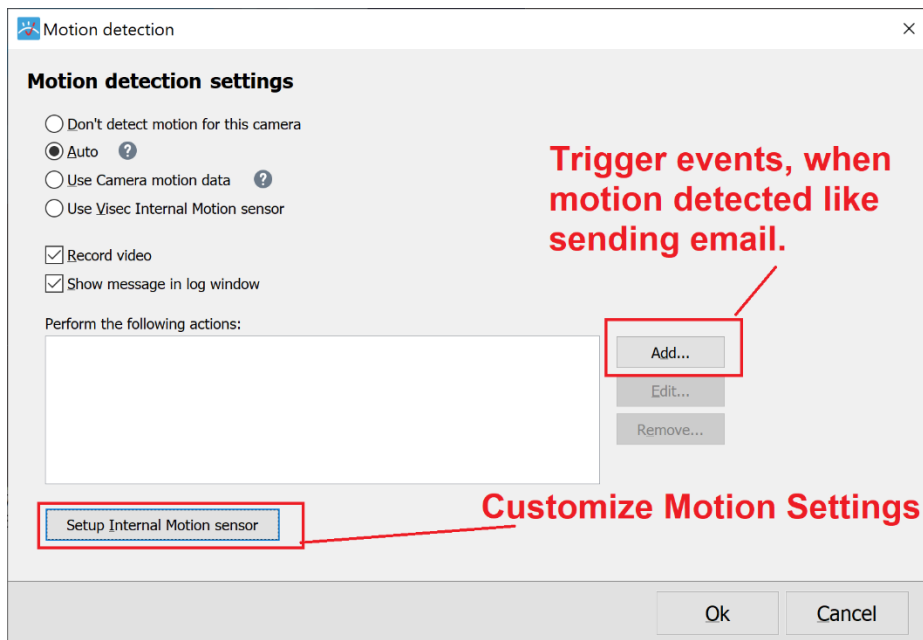 Motion detection
Motion detection settings
Don't detect motion for this camera
Auto
?
Use Camera motion data
?
Use Visec Internal Motion sensor
Trigger events, when
motion detected like
sending email.
Record video
Show message in log window
Perform the following actions:
Add...
Edit...
Remove...
Customize Motion Settings
Setup Internal Motion sensor
Ok
Cancel